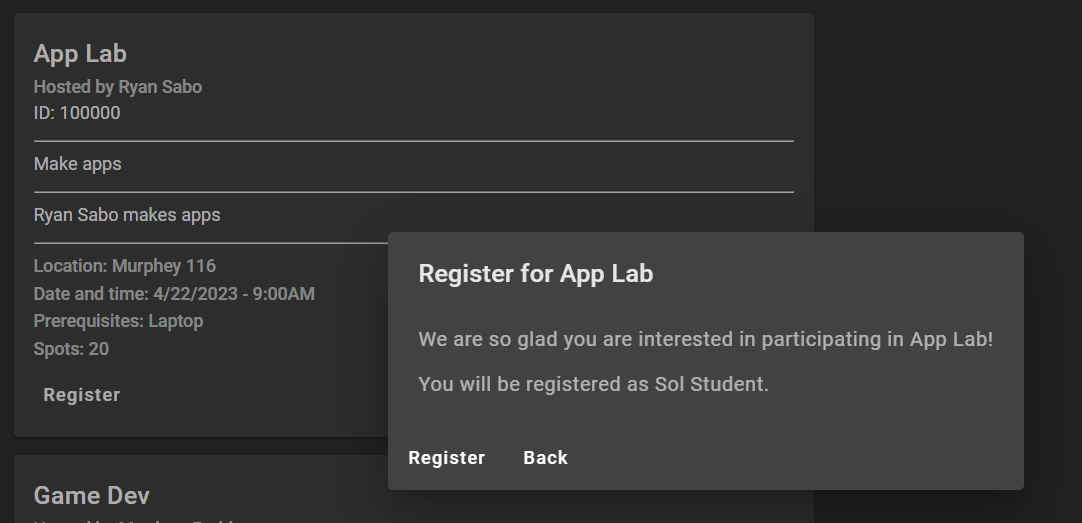 App Lab
Hosted by Ryan Sabo
ID: 100000
Make apps
Ryan Sabo makes apps
Location: Murphey 116
Date and time: 4/22/2023 - 9:00AM
Prerequisites: Laptop
Spots: 20
Register
Register for App Lab
We are so glad you are interested in participating in App Lab!
You will be registered as Sol Student.
Register Back
Game Dev